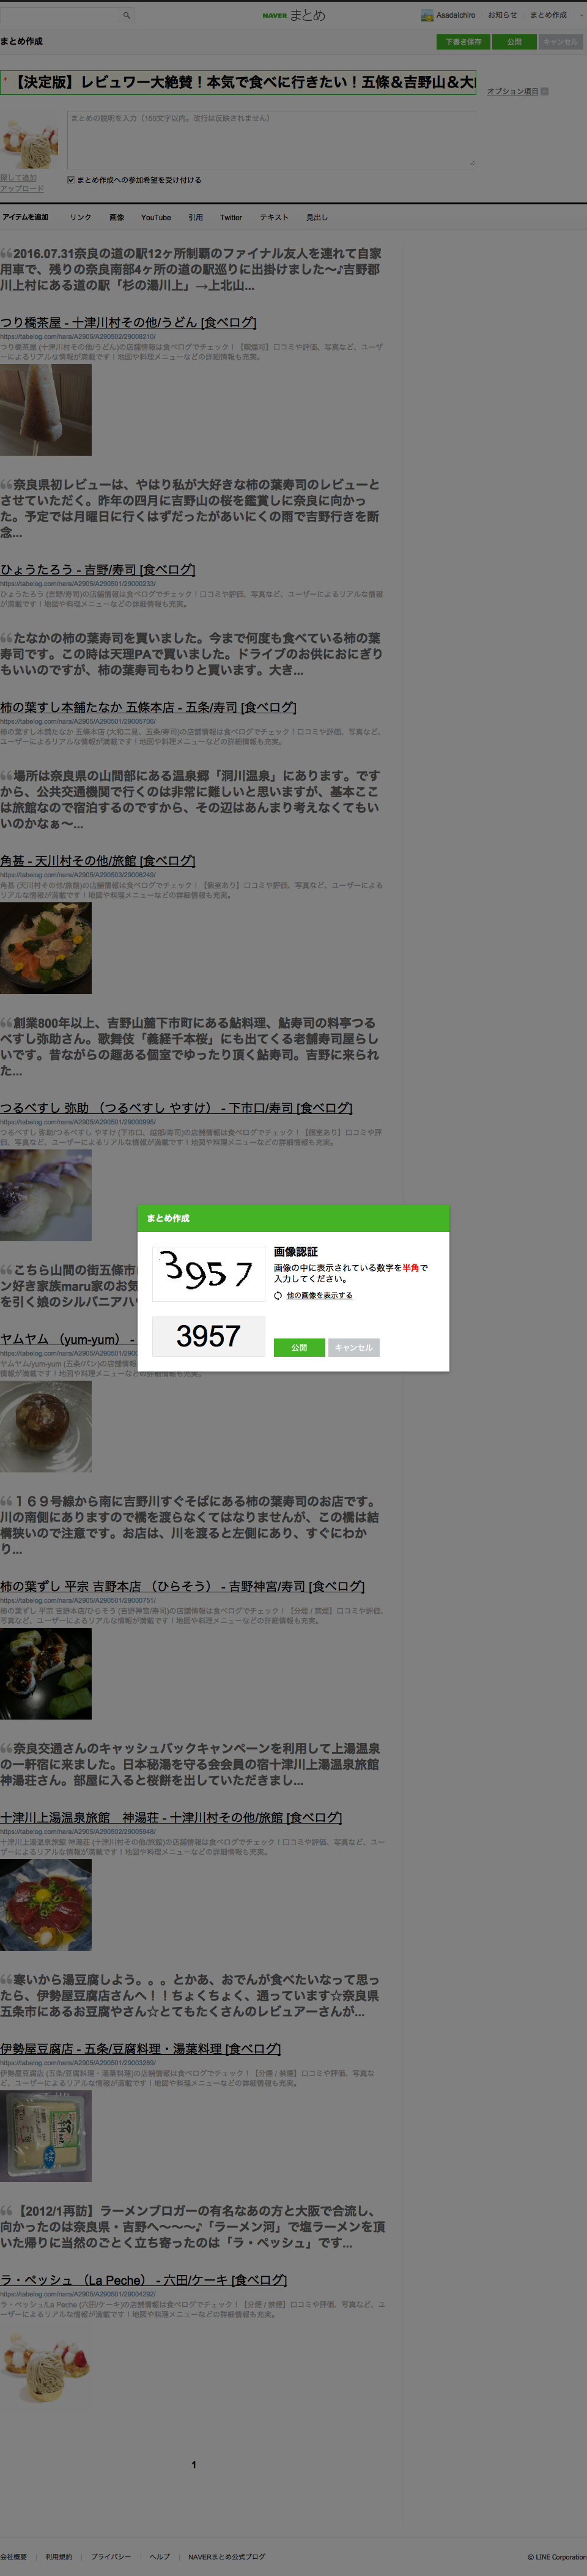 NAVER まとめ
AsadaIchiro お知らせ まとめ作成
まとめ作成
下書き保存 公開 キャンセル
* 【決定版】レビュワー大絶賛！本気で食べに行きたい！五條＆吉野山＆大
オプション項目
まとめの説明を入力（150文字以内。改行は反映されません）
探して追加
アップロード
まとめ作成への参加希望を受け付ける
アイテムを追加 リンク 画像 YouTube 引用 Twitter テキスト 見出し
2016.07.31奈良の道の駅12ヶ所制覇のファイナル友人を連れて自家
用車で、残りの奈良南部4ヶ所の道の駅巡りに出掛けました〜♪吉野郡
川上村にある道の駅「杉の湯川上」→上北山...
つり橋茶屋 - 十津川村その他/うどん [食べログ]
https://tabelog.com/nara/A2905/A290502/29008210/
つり橋茶屋 (十津川村その他/うどん)の店舗情報は食べログでチェック！【喫煙可】口コミや評価、写真など、ユーザ
ーによるリアルな情報が満載です！地図や料理メニューなどの詳細情報も充実。
奈良県初レビューは、やはり私が大好きな柿の葉寿司のレビューと
させていただく。昨年の四月に吉野山の桜を鑑賞しに奈良に向かっ
た。予定では月曜日に行くはずだったがあいにくの雨で吉野行きを断
念...
ひょうたろう - 吉野/寿司 [食べログ]
https://tabelog.com/nara/A2905/A290501/29000233/
ひょうたろう (吉野/寿司)の店舗情報は食べログでチェック！口コミや評価、写真など、ユーザーによるリアルな情報
が満載です！地図や料理メニューなどの詳細情報も充実。
たなかの柿の葉寿司を買いました。今まで何度も食べている柿の葉
寿司です。この時は天理PAで買いました。ドライブのお供におにぎり
もいいのですが、柿の葉寿司もわりと買います。大き...
柿の葉すし本舗たなか 五條本店 - 五条/寿司 [食べログ]
https://tabelog.com/nara/A2905/A290501/29005706/
柿の葉すし本舗たなか 五條本店 (大和二見、五条/寿司)の店舗情報は食べログでチェック！口コミや評価、写真など、
ユーザーによるリアルな情報が満載です！地図や料理メニューなどの詳細情報も充実。
場所は奈良県の山間部にある温泉郷「洞川温泉」にあります。です
から、公共交通機関で行くのは非常に難しいと思いますが、基本ここ
は旅館なので宿泊するのですから、その辺はあんまり考えなくてもい
いのかなぁ〜...
角甚 - 天川村その他/旅館 [食べログ]
https://tabelog.com/nara/A2905/A290503/29006249/
角甚 (天川村その他/旅館)の店舗情報は食べログでチェック！【個室あり】口コミや評価、写真など、ユーザーによる
リアルな情報が満載です！地図や料理メニューなどの詳細情報も充実。
創業800年以上、吉野山麓下市町にある鮎料理、鮎寿司の料亭つる
べすし弥助さん。歌舞伎「義経千本桜」にも出てくる老舗寿司屋らし
いです。昔ながらの趣ある個室でゆったり頂く鮎寿司。吉野に来られ
た...
つるべすし 弥助 （つるべすし やすけ） - 下市口/寿司 [食べログ]
https://tabelog.com/nara/A2905/A290501/29000995/
つるべすし 弥助/つるべすし やすけ (下市口、越部/寿司)の店舗情報は食べログでチェック！【個室あり】口コミや評
価、写真など、ユーザーによるリアルな情報が満載です！地図や料理メニューなどの詳細情報も充実。
まとめ作成
3957
画像認証
画像の中に表示されている数字を半角で
入力してください。
他の画像を表示する
3957
公開 キャンセル
こちら山間の街五條市に
ン好き家族maru家のお気
を引く娘のシルバニアハ
ヤムヤム （yum-yum） -
https://tabelog.com/nara/A2905/A290501/2900
ヤムヤム/yum-yum (五条/パン)の店舗情報
ーザーによるリアルな情報が満載です！地図や料理メニューなどの詳細情報も充実。
１６９号線から南に吉野川すぐそばにある柿の葉寿司のお店です。
川の南側にありますので橋を渡らなくてはなりませんが、この橋は結
構狭いので注意です。お店は、川を渡ると左側にあり、すぐにわか
り...
柿の葉ずし 平宗 吉野本店 （ひらそう） - 吉野神宮/寿司 [食べログ]
https://tabelog.com/nara/A2905/A290501/29000751/
柿の葉ずし 平宗 吉野本店/ひらそう (吉野神宮/寿司)の店舗情報は食べログでチェック！【分煙 / 禁煙】口コミや評価、
写真など、ユーザーによるリアルな情報が満載です！地図や料理メニューなどの詳細情報も充実。
奈良交通さんのキャッシュバックキャンペーンを利用して上湯温泉
の一軒宿に来ました。日本秘湯を守る会会員の宿十津川上湯温泉旅館
神湯荘さん。部屋に入ると桜餅を出していただきまし...
十津川上湯温泉旅館　神湯荘 - 十津川村その他/旅館 [食べログ]
https://tabelog.com/nara/A2905/A290502/29005948/
十津川上湯温泉旅館 神湯荘 (十津川村その他/旅館)の店舗情報は食べログでチェック！口コミや評価、写真など、ユー
ザーによるリアルな情報が満載です！地図や料理メニューなどの詳細情報も充実。
寒いから湯豆腐しよう。。。とかあ、おでんが食べたいなって思っ
たら、伊勢屋豆腐店さんへ！！ちょくちょく、通っています☆奈良県
五条市にあるお豆腐やさん☆とてもたくさんのレビュアーさんが...
伊勢屋豆腐店 - 五条/豆腐料理・湯葉料理 [食べログ]
https://tabelog.com/nara/A2905/A290501/29003269/
伊勢屋豆腐店 (五条/豆腐料理・湯葉料理)の店舗情報は食べログでチェック！【分煙 / 禁煙】口コミや評価、写真な
ど、ユーザーによるリアルな情報が満載です！地図や料理メニューなどの詳細情報も充実。
【2012/1再訪】ラーメンブロガーの有名なあの方と大阪で合流し、
向かったのは奈良県・吉野へ〜〜〜♪「ラーメン河」で塩ラーメンを頂
いた帰りに当然のごとく立ち寄ったのは「ラ・ペッシュ」です...
ラ・ペッシュ （La Peche） - 六田/ケーキ [食べログ]
https://tabelog.com/nara/A2905/A290501/29004292/
ラ・ペッシュ/La Peche (六田/ケーキ)の店舗情報は食べログでチェック！【分煙 / 禁煙】口コミや評価、写真など、ユ
ーザーによるリアルな情報が満載です！地図や料理メニューなどの詳細情報も充実。
1
会社概要 利用規約 プライバシー ヘルプ NAVERまとめ公式ブログ
© LINE Corporation